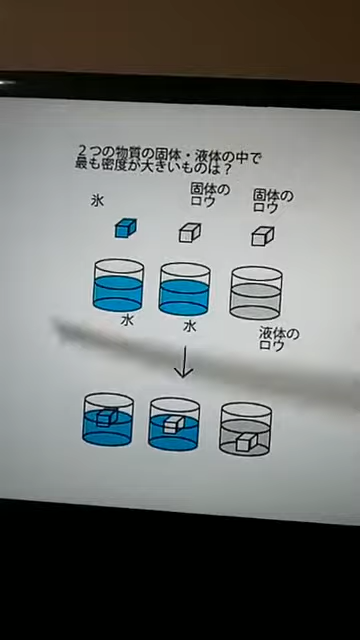 ２つの物質の固体・液体の中で
最も密度が大きいものは？
氷
固体の
ロウ
固体の
ロウ
水
水
液体の
ロウ